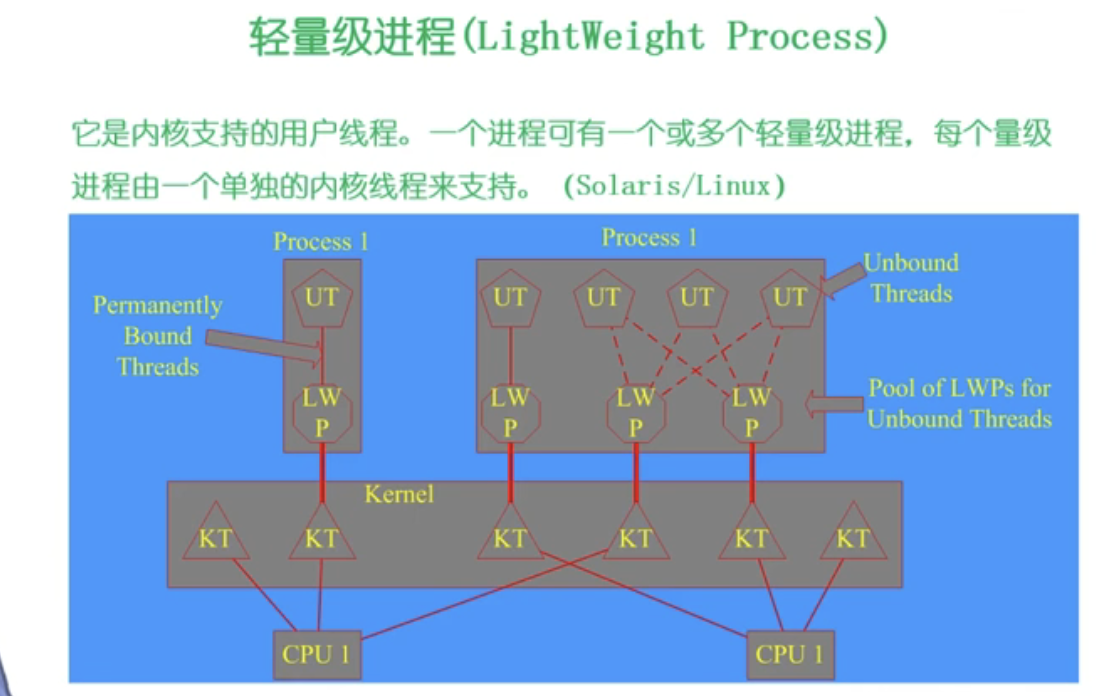 轻量级进程(LightWeight Process)
它是内核支持的用户线程。一个进程可有一个或多个轻量级进程，每个量级
进程由一个单独的内核线程来支持。（Solaris/Linux）
Process 1
Process 1
Unbound
Threads
UT
UT
UT
UT
UT
Permanently
Bound
Threads
LW
P
LW
P
LW
P
LW
P
Pool of LWPs for
Unbound Threads
Kernel
KT
KT
KT
KT
KT
KT
CPU 1
CPU 1